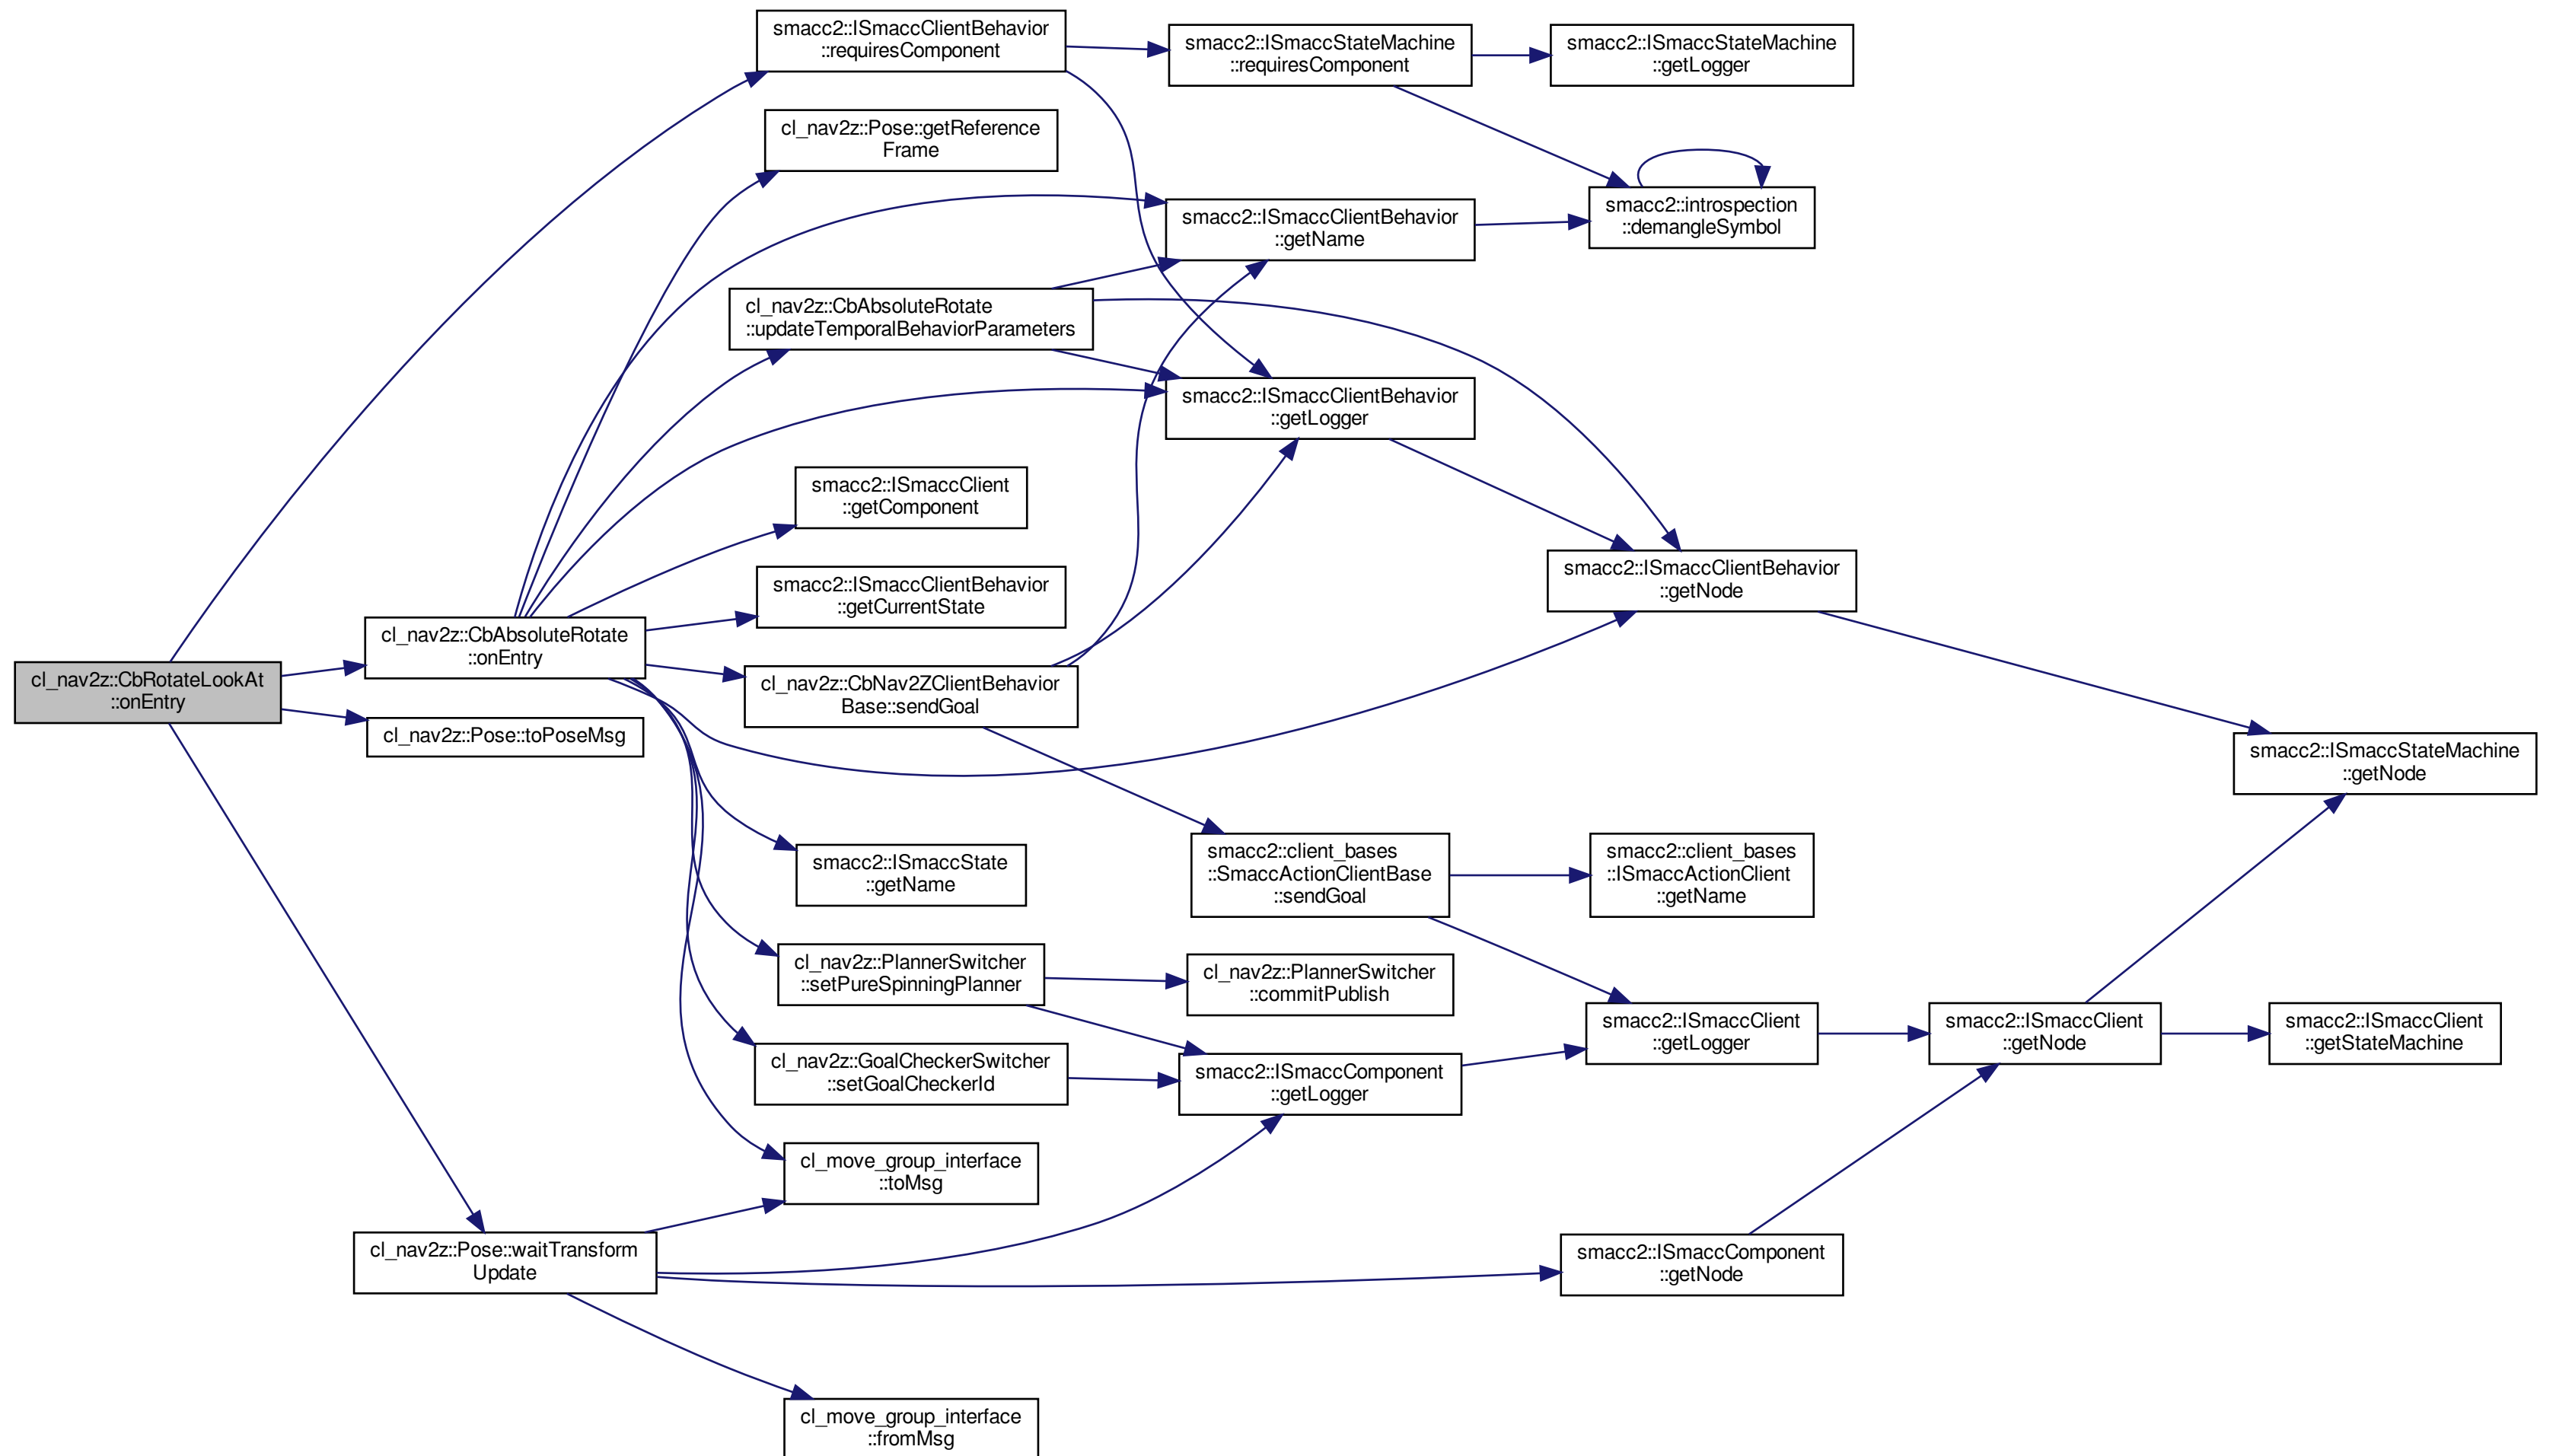 smacc2::ISmaccClientBehavior
::requiresComponent
smacc2::ISmaccStateMachine
::requiresComponent
smacc2::ISmaccStateMachine
::getLogger
cl_nav2z::Pose::getReference
Frame
smacc2::ISmaccClientBehavior
::getName
smacc2::introspection
::demangleSymbol
cl_nav2z::CbAbsoluteRotate
::updateTemporalBehaviorParameters
smacc2::ISmaccClientBehavior
::getLogger
smacc2::ISmaccClient
::getComponent
smacc2::ISmaccClientBehavior
::getCurrentState
smacc2::ISmaccClientBehavior
::getNode
cl_nav2z::CbAbsoluteRotate
::onEntry
cl_nav2z::CbRotateLookAt
::onEntry
cl_nav2z::CbNav2ZClientBehavior
Base::sendGoal
cl_nav2z::Pose::toPoseMsg
smacc2::ISmaccStateMachine
::getNode
smacc2::ISmaccState
::getName
smacc2::client_bases
::SmaccActionClientBase
::sendGoal
smacc2::client_bases
::ISmaccActionClient
::getName
cl_nav2z::PlannerSwitcher
::setPureSpinningPlanner
cl_nav2z::PlannerSwitcher
::commitPublish
smacc2::ISmaccClient
::getLogger
smacc2::ISmaccClient
::getNode
smacc2::ISmaccClient
::getStateMachine
cl_nav2z::GoalCheckerSwitcher
::setGoalCheckerId
smacc2::ISmaccComponent
::getLogger
cl_move_group_interface
::toMsg
cl_nav2z::Pose::waitTransform
Update
smacc2::ISmaccComponent
::getNode
cl_move_group_interface
::fromMsg